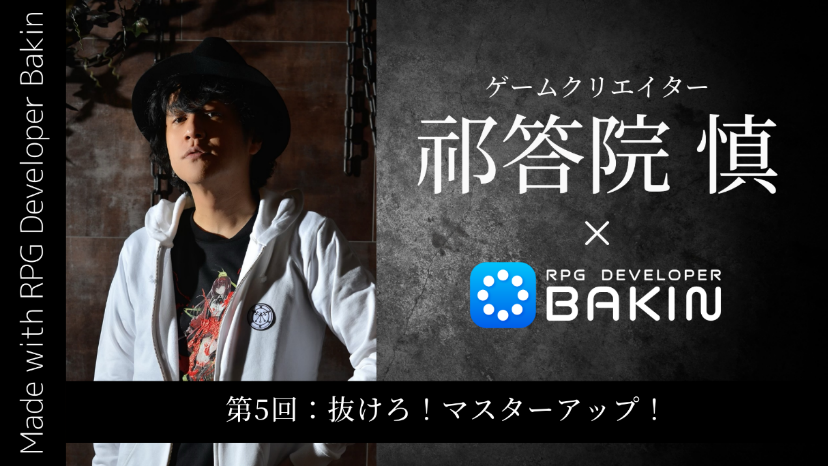 Made with RPG Developer Bakin
ゲームクリエイター
祁答院 慎
×
RPG DEVELOPER
BAKIN
第5回：抜けろ！マスターアップ！